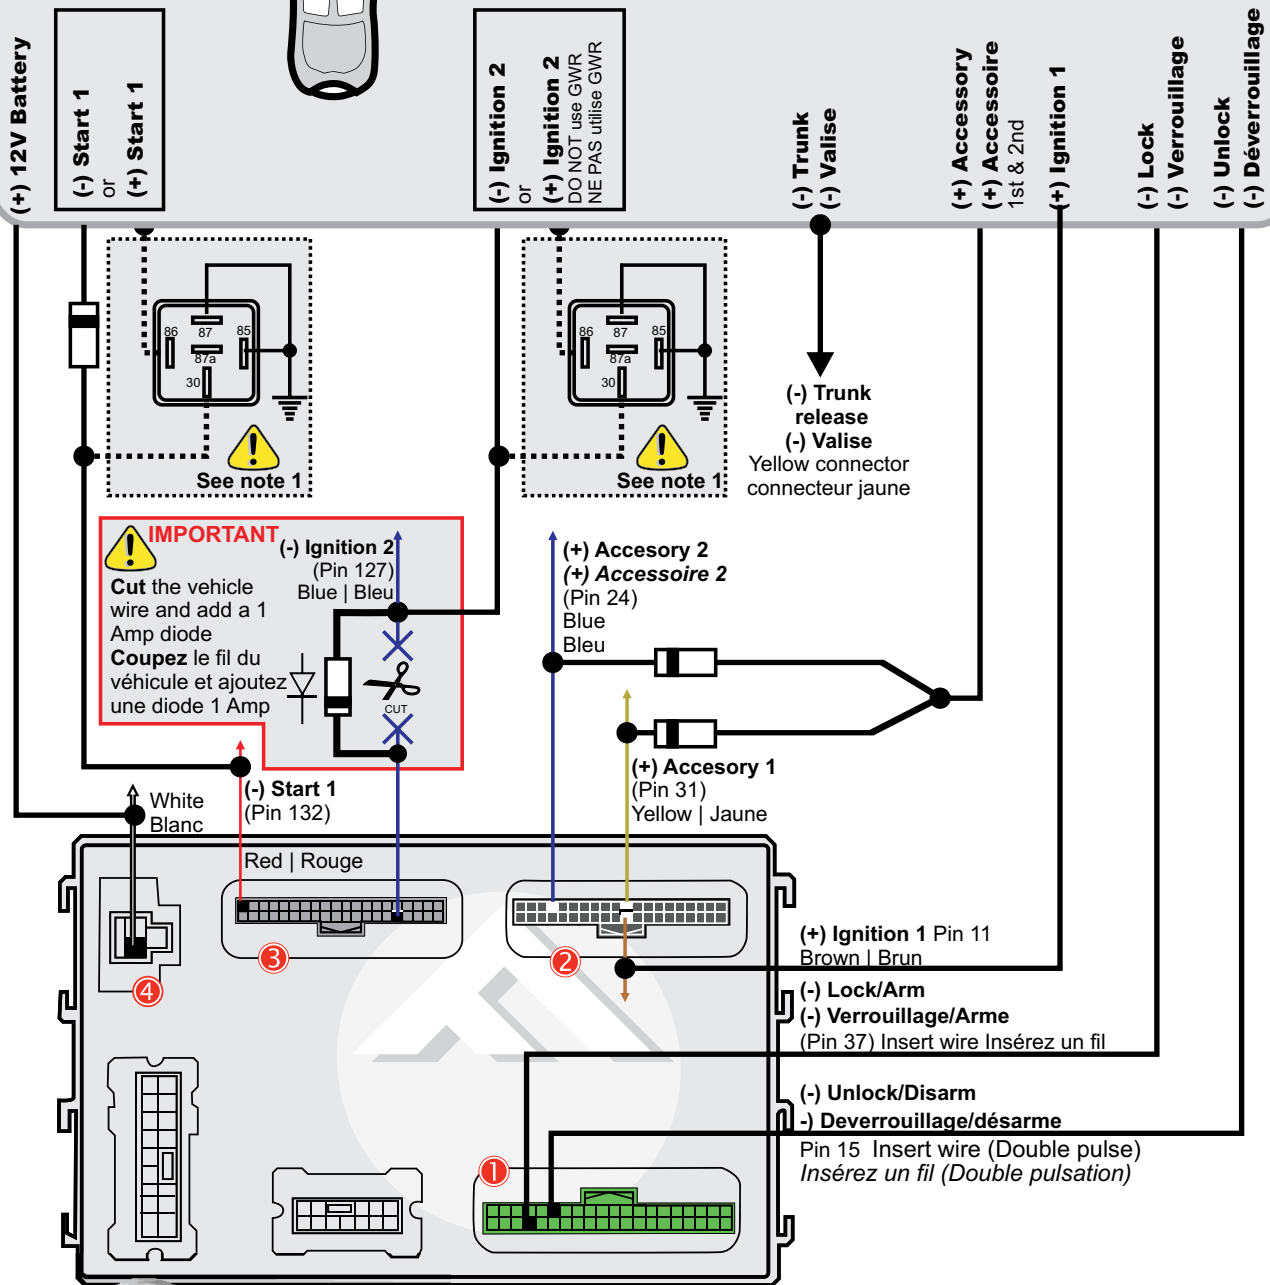 (+) 12V Battery
(-) Start 1
or
(+) Start 1
(-) Ignition 2
or
(+) Ignition 2
DO NOT use GWR
NE PAS utilise GWR
(-) Trunk
(-) Valise
(+) Accessory
(+) Accessoire
1st & 2nd
(+) Ignition 1
(-) Lock
(-) Verrouillage
(-) Unlock
(-) Déverrouillage
86
87
85
87a
30
See note 1
86
87
85
87a
30
See note 1
(-) Trunk
release
(-) Valise
Yellow connector
connecteur jaune
IMPORTANT
Cut the vehicle
wire and add a 1
Amp diode
Coupez le fil du
véhicule et ajoutez
une diode 1 Amp
(-) Ignition 2
(Pin 127)
Blue | Bleu
CUT
(+) Accesory 2
(+) Accessoire 2
(Pin 24)
Blue
Bleu
(+) Accesory 1
(Pin 31)
Yellow | Jaune
(-) Start 1
(Pin 132)
Red | Rouge
White
Blanc
4
3
2
1
(+) Ignition 1 Pin 11
Brown | Brun
(-) Lock/Arm
(-) Verrouillage/Arme
(Pin 37) Insert wire Insérez un fil
(-) Unlock/Disarm
-) Deverrouillage/désarme
Pin 15 Insert wire (Double pulse)
Insérez un fil (Double pulsation)